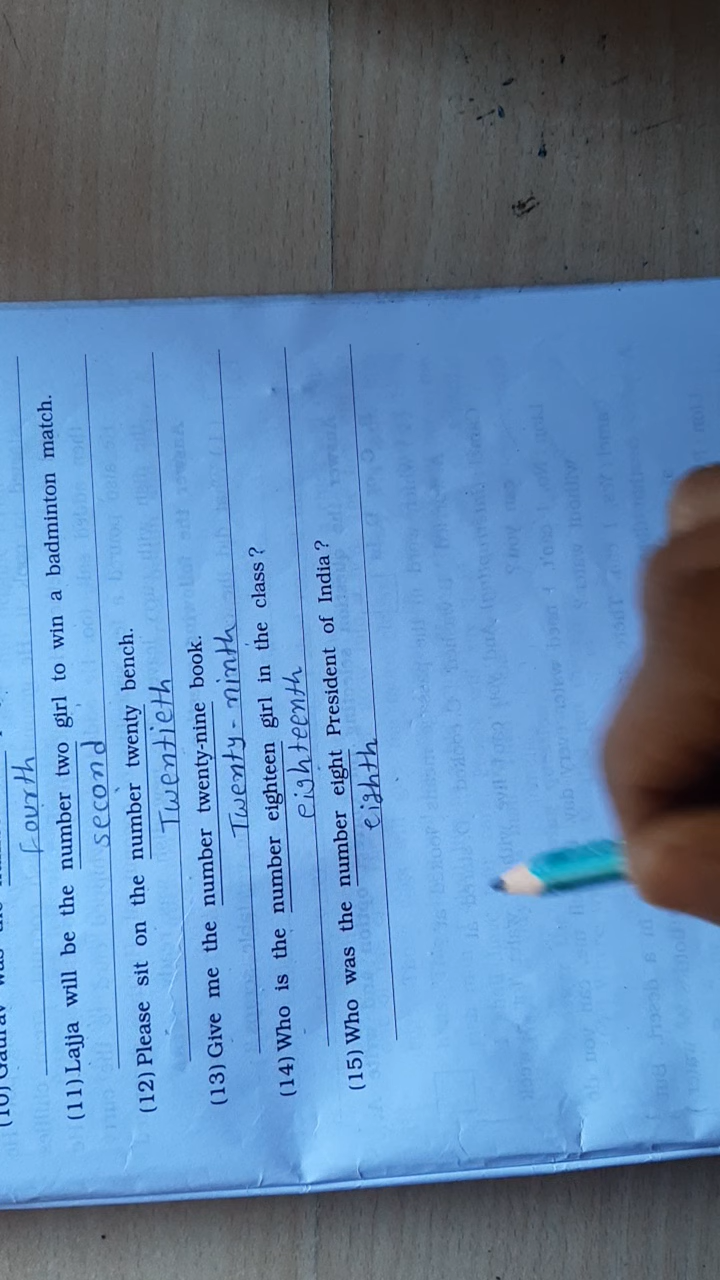 fourth
(11) Lajja will be the number two girl to win a badminton match.
second
(12) Please sit on the number twenty bench.
Twentieth
(13) Give me the number twenty-nine book.
Twenty-ninth
(14) Who is the number eighteen girl in the class?
eighteenth
(15) Who was the number eight President of India?
eighth